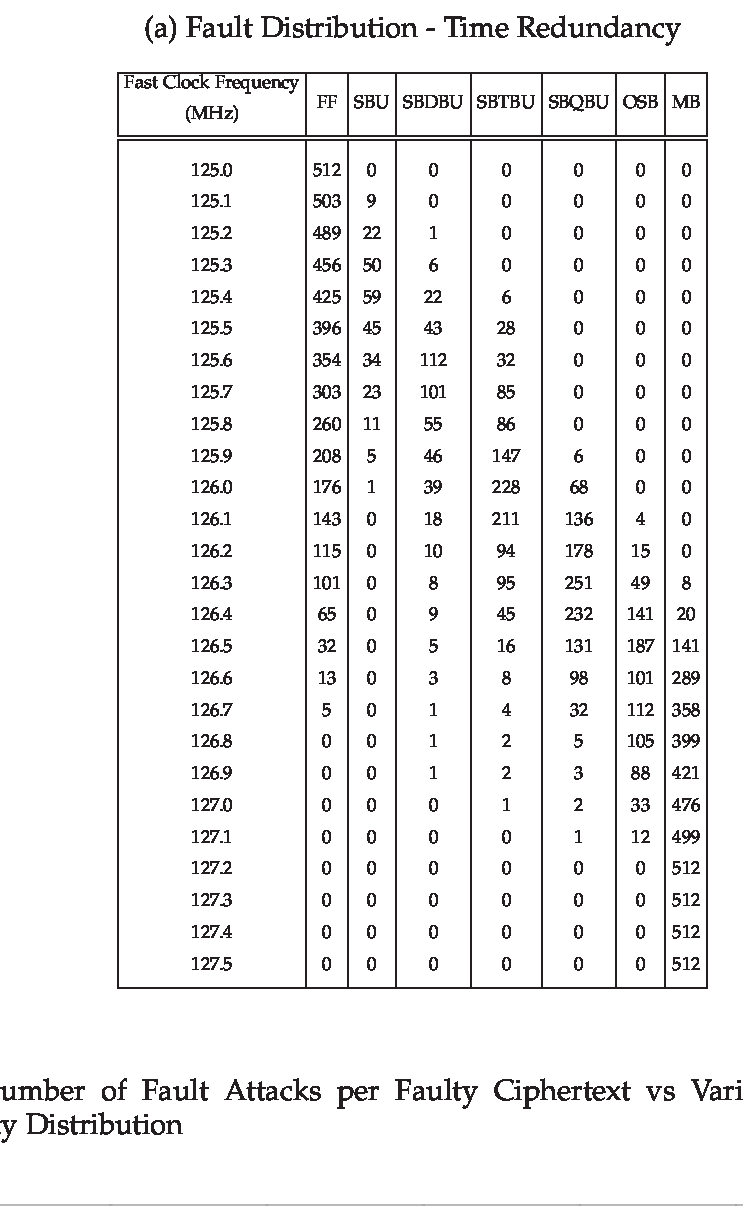 (a) Fault Distribution - Time Redundancy
Fast Clock Frequency (MHz) FF SBU SBDBU SBTBU SBQBU OSB MB
125.0 512 0 0 0 0 0 0
125.1 503 9 0 0 0 0 0
125.2 489 22 1 0 0 0 0
125.3 456 50 6 0 0 0 0
125.4 425 59 22 6 0 0 0
125.5 396 45 43 28 0 0 0
125.6 354 34 112 32 0 0 0
125.7 303 23 101 85 0 0 0
125.8 260 11 55 86 0 0 0
125.9 208 5 46 147 6 0 0
126.0 176 1 39 228 68 0 0
126.1 143 0 18 211 136 4 0
126.2 115 0 10 94 178 15 0
126.3 101 0 8 95 251 49 8
126.4 65 0 9 45 232 141 20
126.5 32 0 5 16 131 187 141
126.6 13 0 3 8 98 101 289
126.7 5 0 1 4 32 112 358
126.8 0 0 1 2 5 105 399
126.9 0 0 1 2 3 88 421
127.0 0 0 0 1 2 33 476
127.1 0 0 0 0 1 12 499
127.2 0 0 0 0 0 0 512
127.3 0 0 0 0 0 0 512
127.4 0 0 0 0 0 0 512
127.5 0 0 0 0 0 0 512
umber of Fault Attacks per Faulty Ciphertext vs Vari
y Distribution